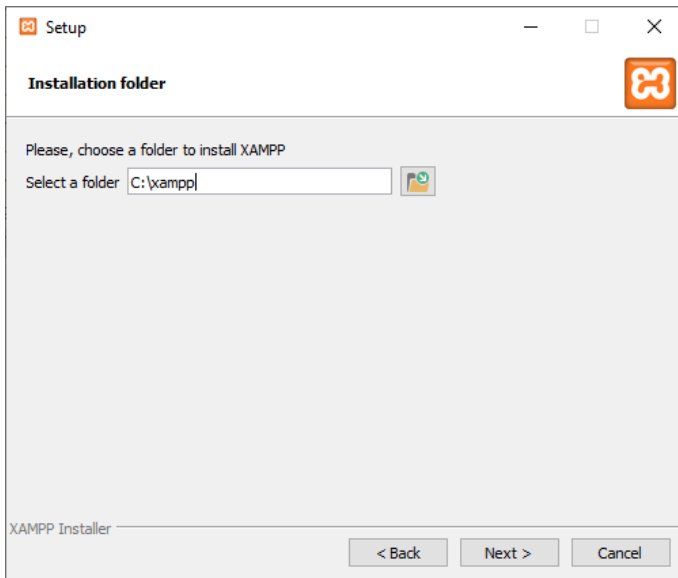 Setup
Installation folder
Please, choose a folder to install XAMPP
Select a folder C:\xampp
XAMPP Installer
< Back Next > Cancel